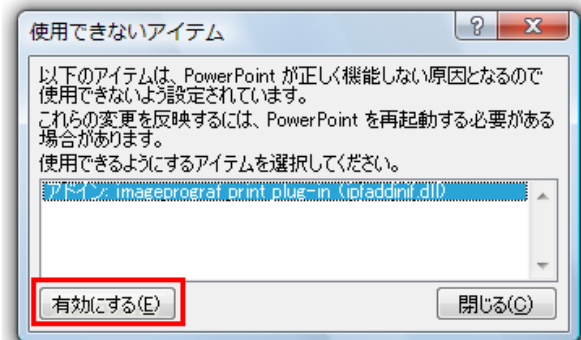 使用できないアイテム
以下のアイテムは、PowerPoint が正しく機能しない原因となるので
使用できないよう設定されています。
これらの変更を反映するには、PowerPoint を再起動する必要がある
場合があります。
使用できるようにするアイテムを選択してください。
アドイン: imageprograf print plug-in (ipfaddinif.dll)
有効にする(E) 閉じる(C)